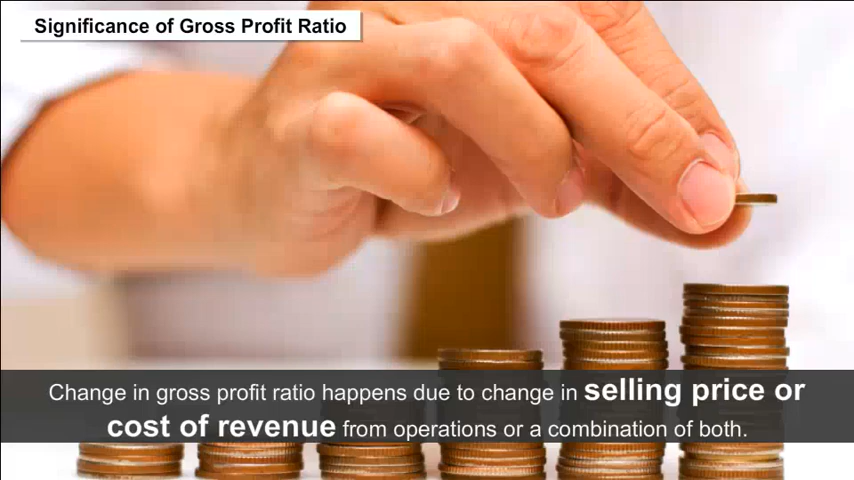 Significance of Gross Profit Ratio
Change in gross profit ratio happens due to change in selling price or
cost of revenue from operations or a combination of both.